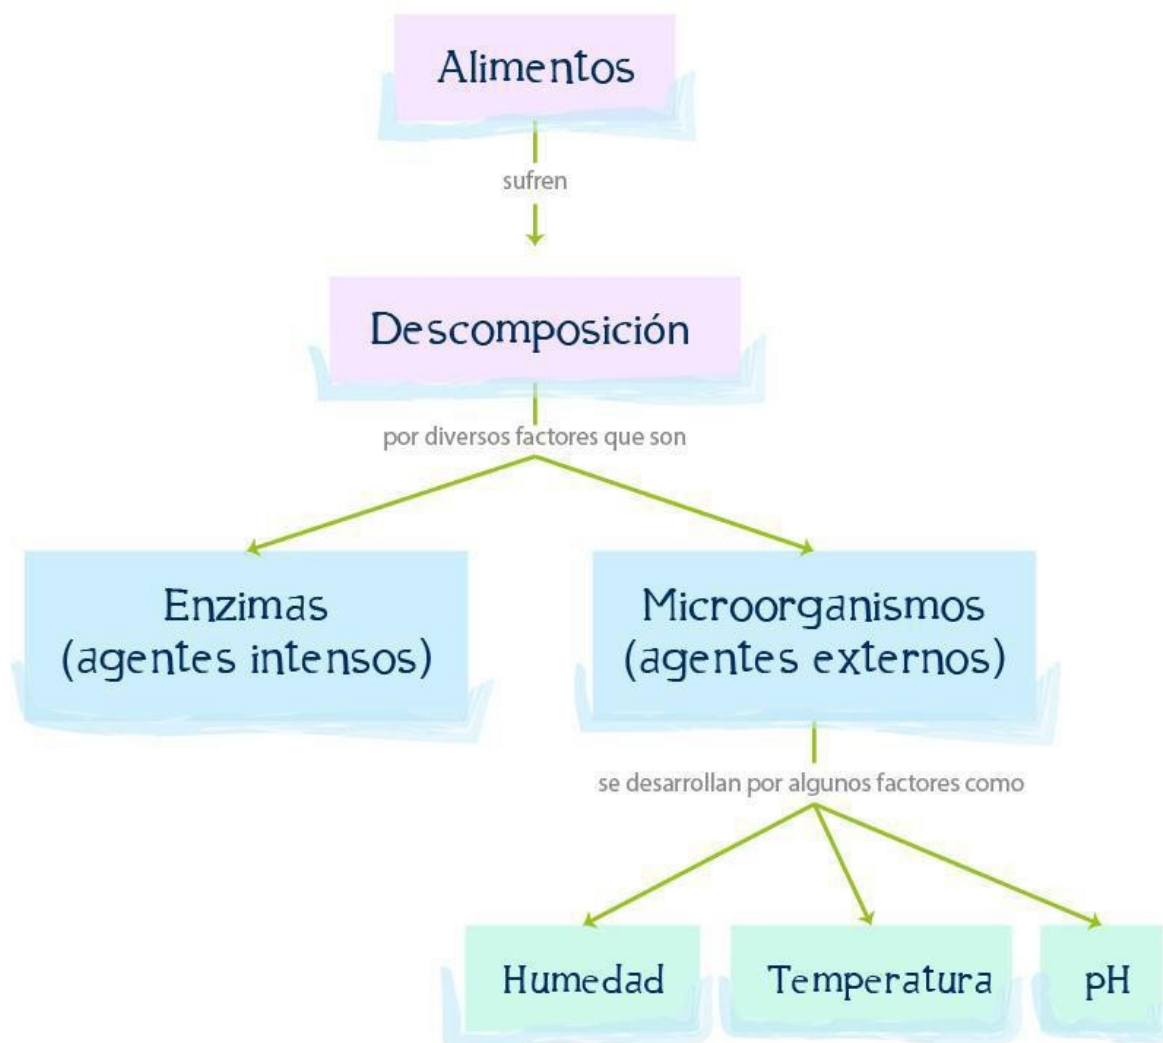 Alimentos
sufren
Descomposición
por diversos factores que son
Enzimas
(agentes intensos)
Microorganismos
(agentes externos)
se desarrollan por algunos factores como
Humedad
Temperatura
pH